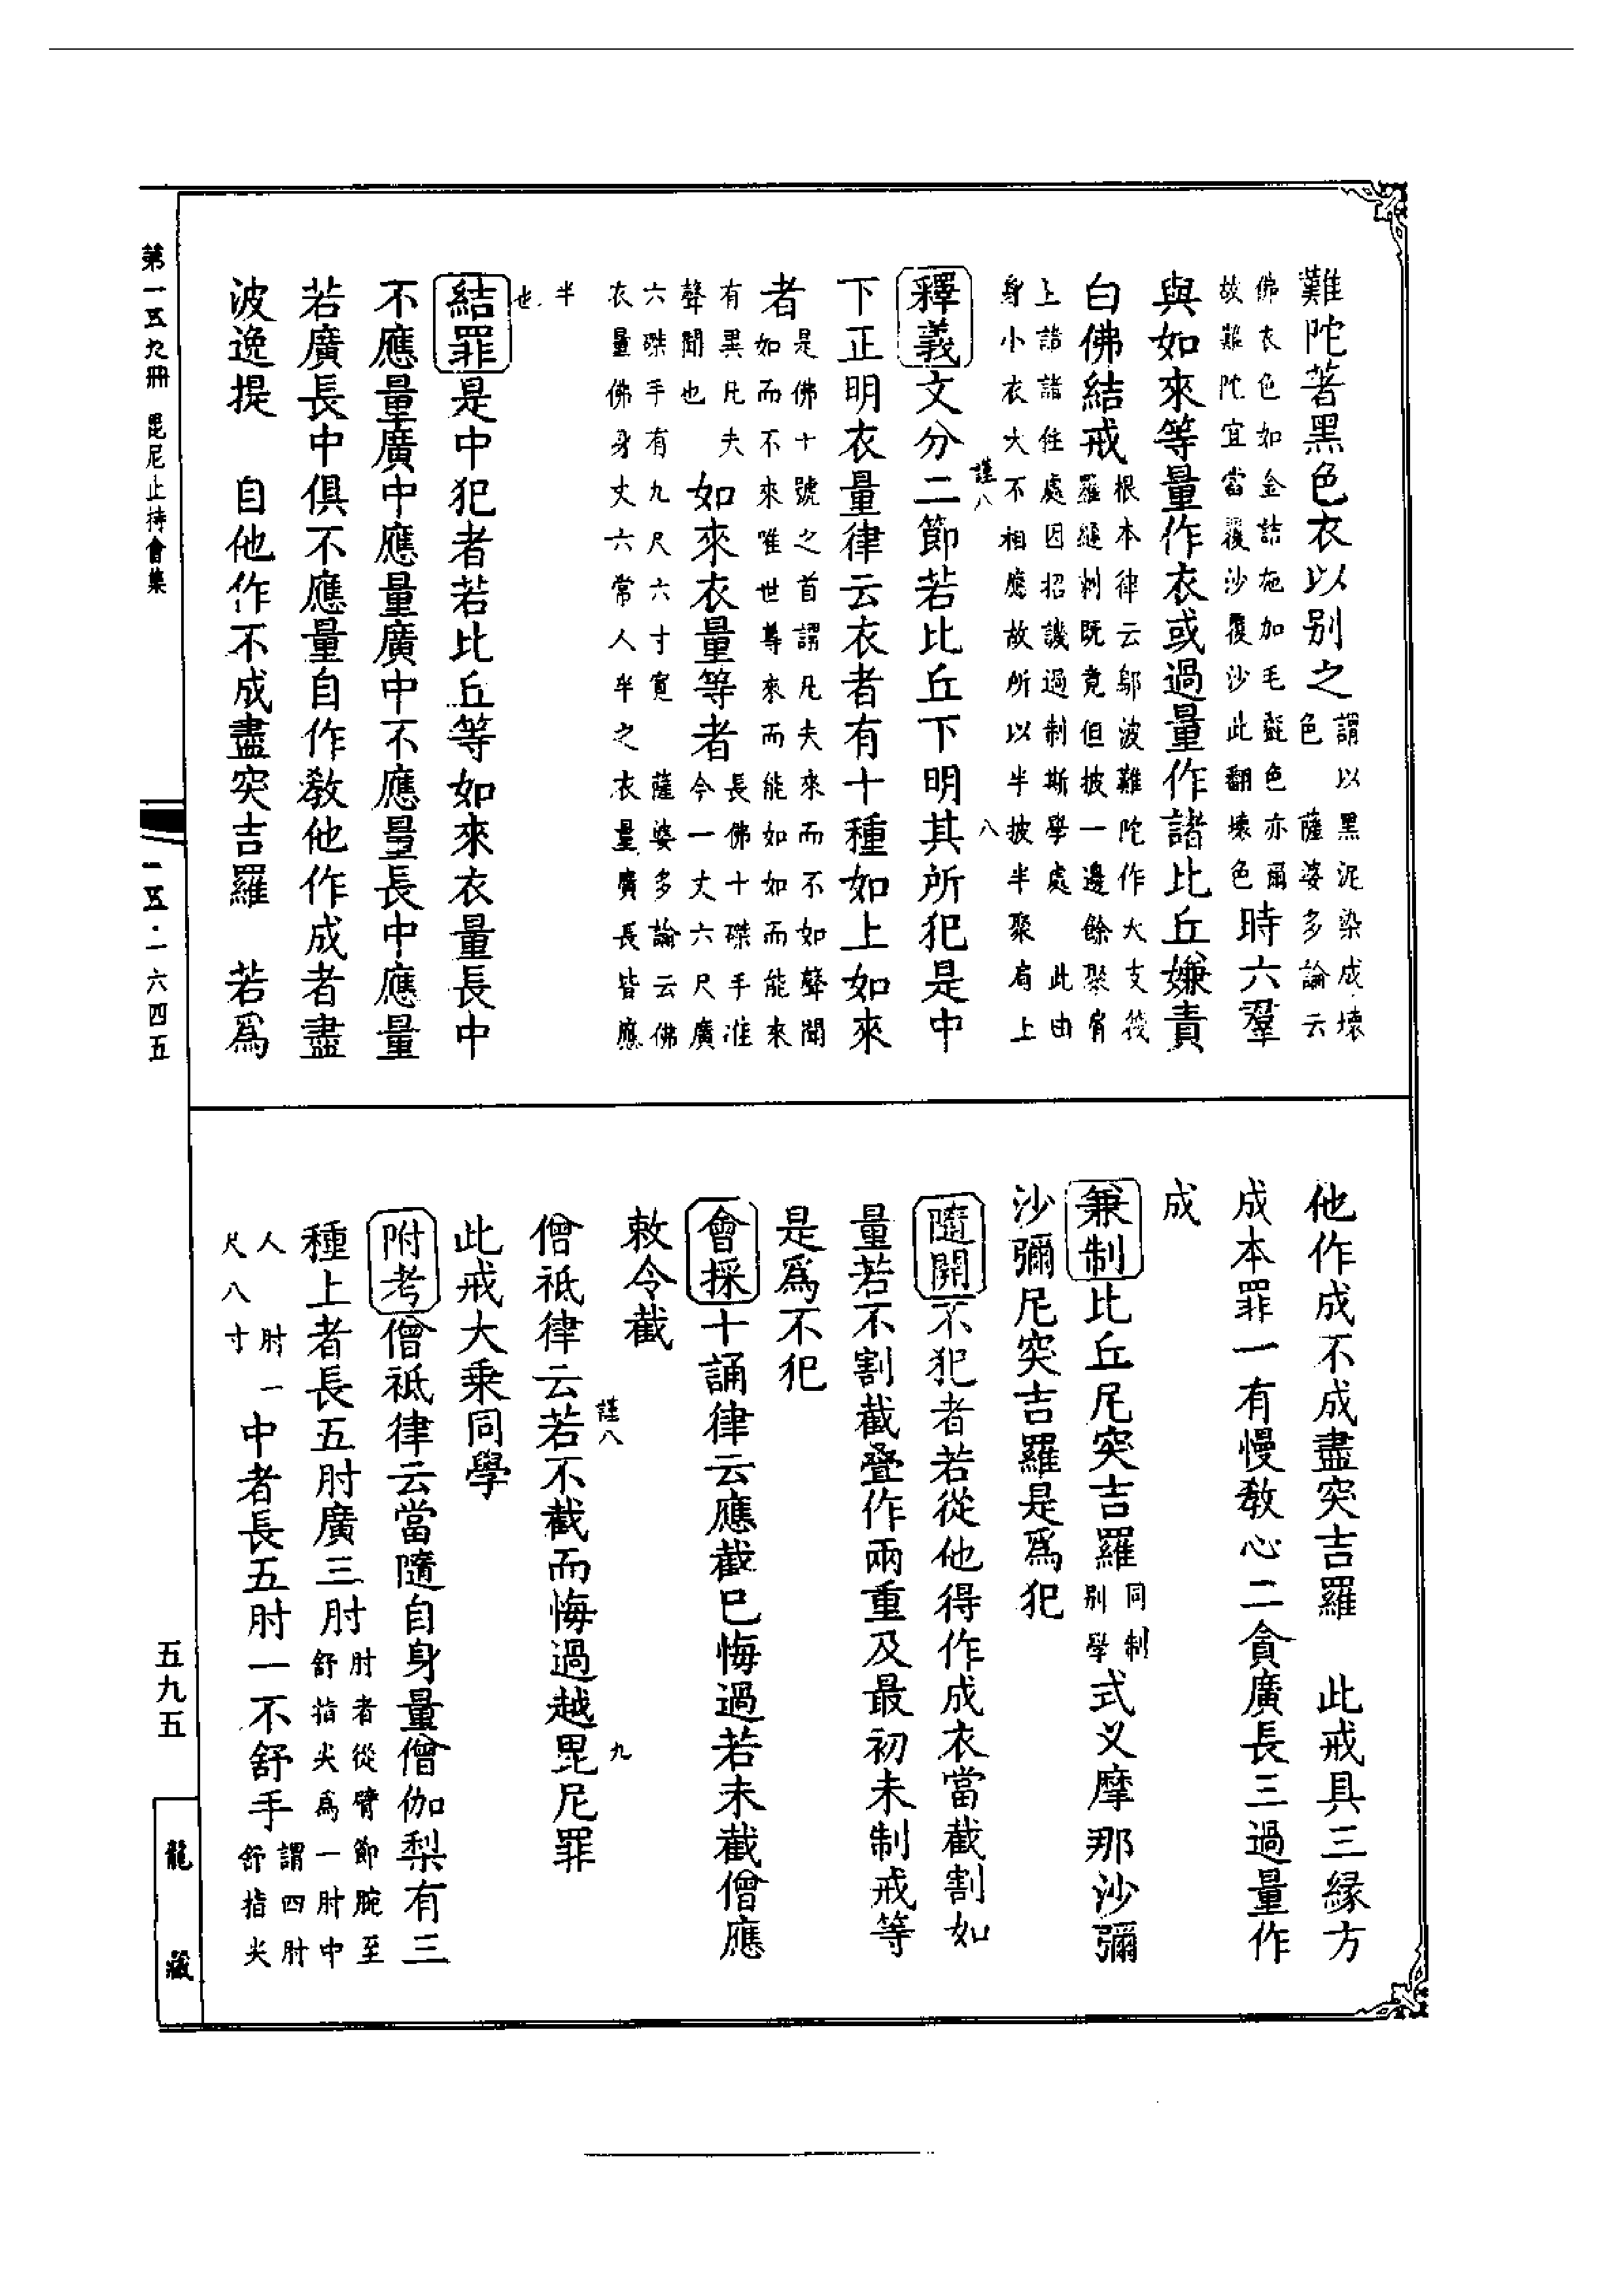 難陀著黑色衣以别之謂以黑泥染成壞
色　薩婆多論云
佛衣色如金詰柂加毛㲲色亦爾
故難陀宜當覆沙覆沙此翻壞色時六羣
與如來等量作衣或過量作諸比丘嫌責
白佛結戒根本律云鄔波難陀作大支筏
羅縫刺既竟但披一邊餘聚肩
上詣諸住處因招譏過制斯學處　此由
身小衣大不相應故所以半披半聚肩上
謹八　八
釋義文分二節若比丘下明其所犯是中
下正明衣量律云衣者有十種如上如來
者是佛十號之首謂凡夫來而不如聲聞
如而不來唯世尊來而能如如而能來
有異凡夫
聲聞也　如來衣量等者長佛十磔手准
今一丈六尺廣
六磔手有九尺六寸寬　薩婆多論云佛
衣量佛身丈六常人半之衣量廣長皆應
半
也
結罪是中犯者若比丘等如來衣量長中
不應量廣中應量廣中不應量長中應量
若廣長中俱不應量自作教他作成者盡
波逸提　自他作不成盡突吉羅　若爲
他作成不成盡突吉羅　此戒具三緣方
成本罪一有慢教心二貪廣長三過量作
成
兼制比丘尼突吉羅同制
别學式义摩那沙彌
沙彌尼突吉羅是爲犯
隨開不犯者若從他得作成衣當截割如
量若不割截疊作兩重及最初未制戒等
是爲不犯
會採十誦律云應截已悔過若未截僧應
敕令截
謹八　九
僧祇律云若不截而悔過越毘尼罪
此戒大乗同學
附考僧祇律云當隨自身量僧伽梨有三
種上者長五肘廣三肘肘者從臂節腕至
舒指尖爲一肘中
人　肘一
尺八寸　中者長五肘一不舒手謂四肘
舒指尖
第一五九冊　毘尼止持會集
一五·一六四五
五九五
龍藏